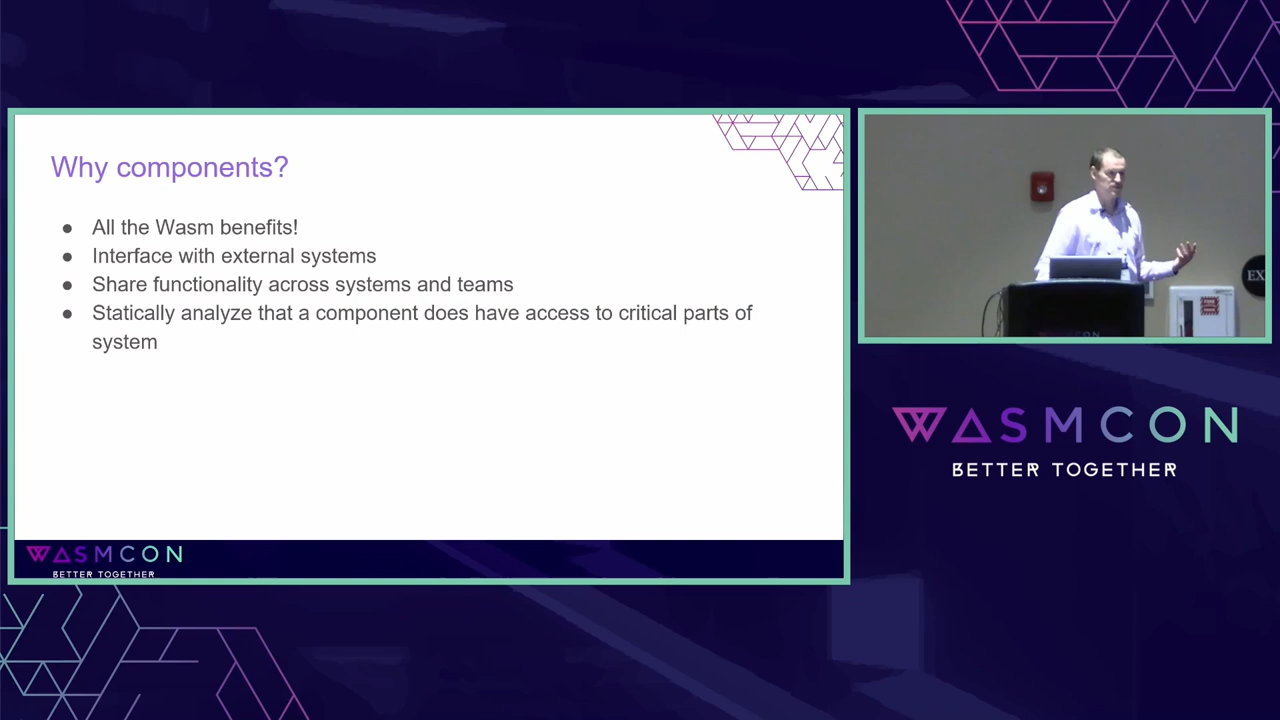 Why components?
● All the Wasm benefits!
● Interface with external systems
● Share functionality across systems and teams
● Statically analyze that a component does have access to critical parts of
system
WASMCON
BETTER TOGETHER
EX
WASMCON
BETTER TOGETHER